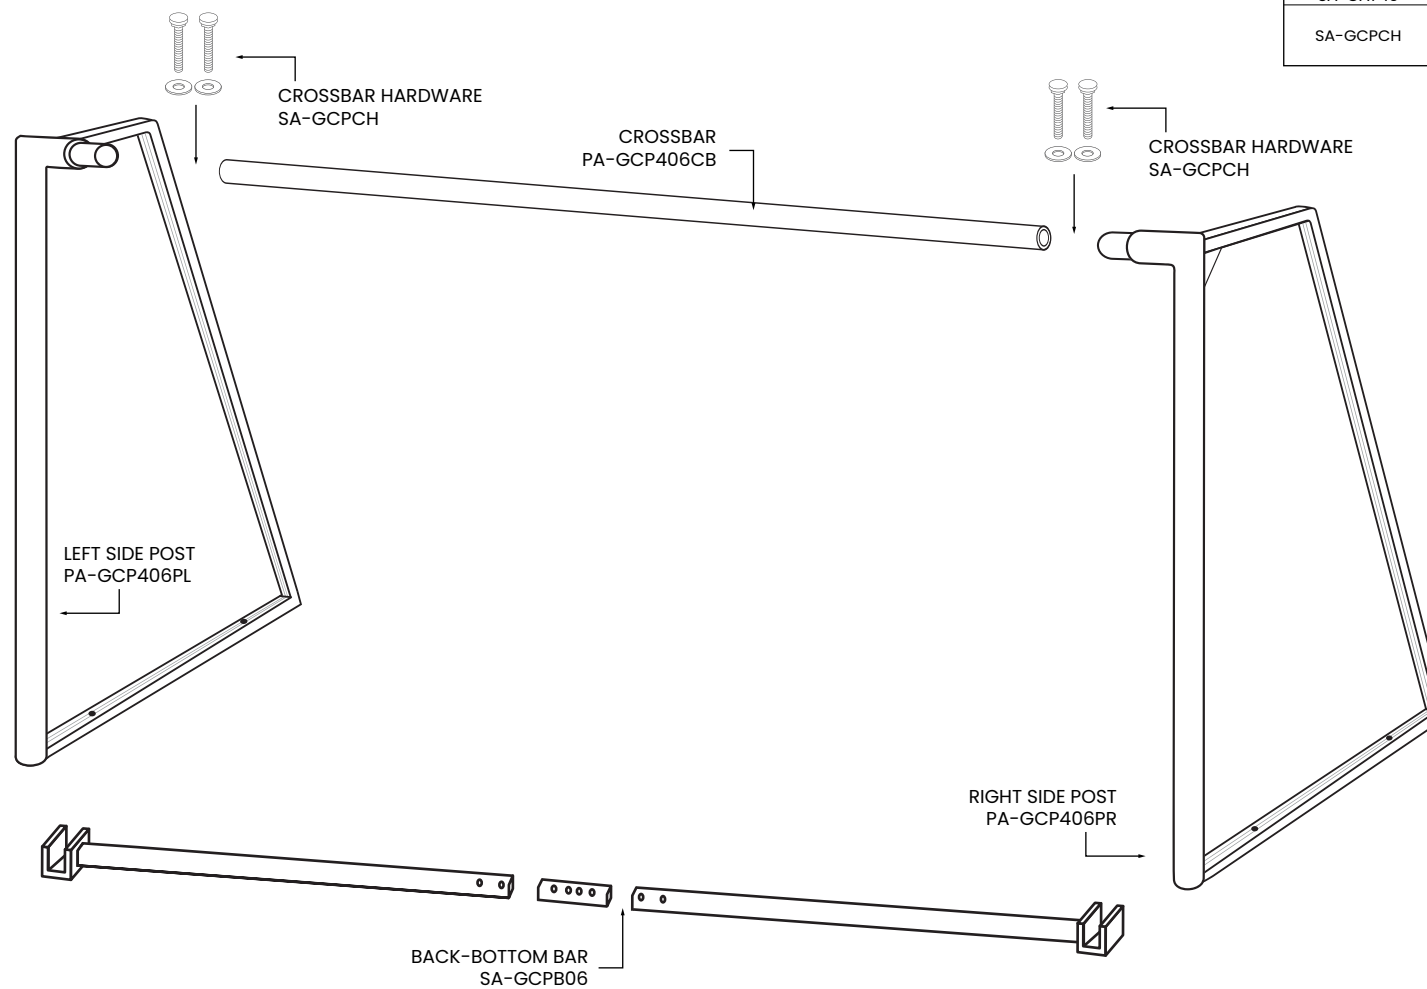 SA-GCPCH
CROSSBAR HARDWARE
SA-GCPCH
CROSSBAR
PA-GCP406CB
CROSSBAR HARDWARE
SA-GCPCH
LEFT SIDE POST
PA-GCP406PL
RIGHT SIDE POST
PA-GCP406PR
BACK-BOTTOM BAR
SA-GCPB06